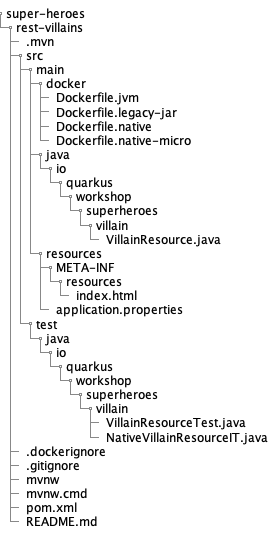 super-heroes
rest-villains
.mvn
src
main
docker
Dockerfile.jvm
Dockerfile.legacy-jar
Dockerfile.native
Dockerfile.native-micro
java
io
quarkus
workshop
superheroes
villain
VillainResource.java
resources
META-INF
resources
index.html
application.properties
test
java
io
quarkus
workshop
superheroes
villain
VillainResourceTest.java
NativeVillainResourceIT.java
.dockerignore
.gitignore
mvnw
mvnw.cmd
pom.xml
README.md